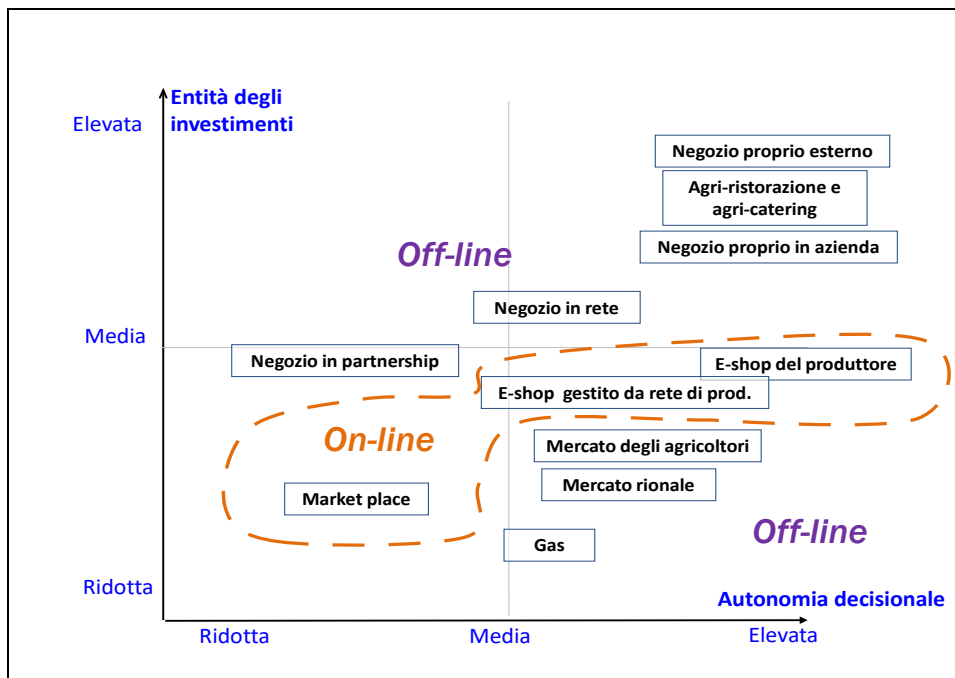 Entità degli
investimenti
Elevata
Negozio proprio esterno
Agri-ristorazione e
agri-catering
Negozio proprio in azienda
Off-line
Negozio in rete
Media
Negozio in partnership
E-shop del produttore
E-shop gestito da rete di prod.
On-line
Mercato degli agricoltori
Mercato rionale
Market place
Off-line
Gas
Ridotta
Autonomia decisionale
Ridotta
Media
Elevata